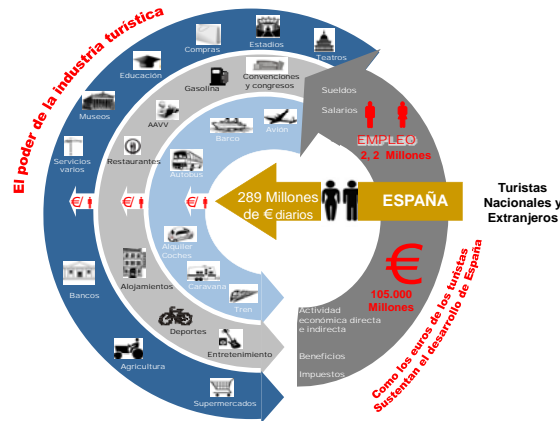 El poder de la industria turística
Teatros
Estadios
Compras
Educación
Museos
Servicios
varios
Bancos
Agricultura
Supermercados
Convenciones
y congresos
Gasolina
AAVV
Restaurantes
Alojamientos
Deportes
Entretenimiento
Avión
Barco
Autobús
Alquiler
Coches
Caravana
Tren
€/
€/
€/
289 Millones
de € diarios
ESPAÑA
Turistas
Nacionales y
Extranjeros
Sueldos
Salarios
EMPLEO
2, 2 Millones
€
105.000
Millones
Actividad
económica directa
e indirecta
Beneficios
Impuestos
Como los euros de los turistas
Sustentan el desarrollo de España